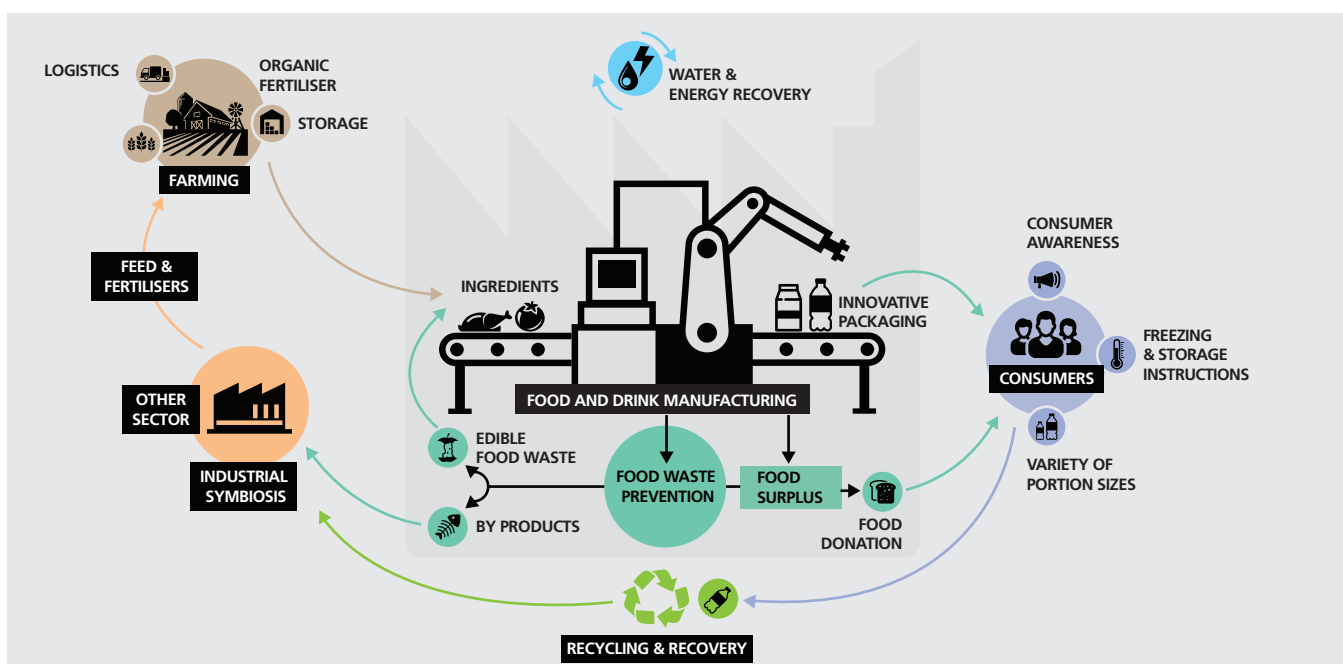 LOGISTICS
ORGANIC
FERTILISER
STORAGE
FARMING
WATER &
ENERGY RECOVERY
FEED &
FERTILISERS
INGREDIENTS
INNOVATIVE
PACKAGING
CONSUMER
AWARENESS
FREEZING
& STORAGE
INSTRUCTIONS
CONSUMERS
VARIETY OF
PORTION SIZES
OTHER
SECTOR
INDUSTRIAL
SYMBIOSIS
FOOD AND DRINK MANUFACTURING
EDIBLE
FOOD WASTE
BY PRODUCTS
FOOD WASTE
PREVENTION
FOOD
SURPLUS
FOOD
DONATION
RECYCLING & RECOVERY